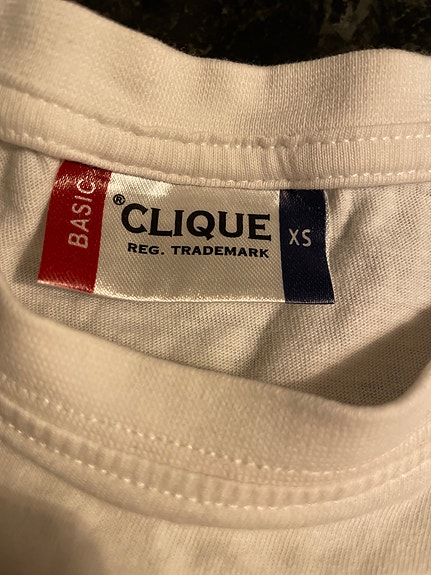 BASIC
®CLIQUE
REG. TRADEMARK
XS